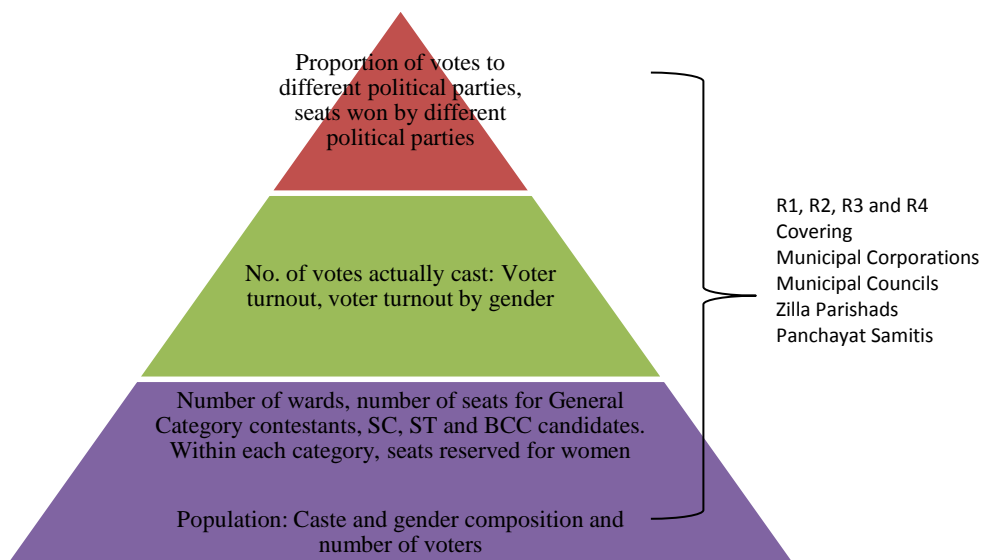 Proportion of votes to
different political parties,
seats won by different
political parties
No. of votes actually cast: Voter
turnout, voter turnout by gender
Number of wards, number of seats for General
Category contestants, SC, ST and BCC candidates.
Within each category, seats reserved for women
Population: Caste and gender composition and
number of voters
R1, R2, R3 and R4
Covering
Municipal Corporations
Municipal Councils
Zilla Parishads
Panchayat Samitis